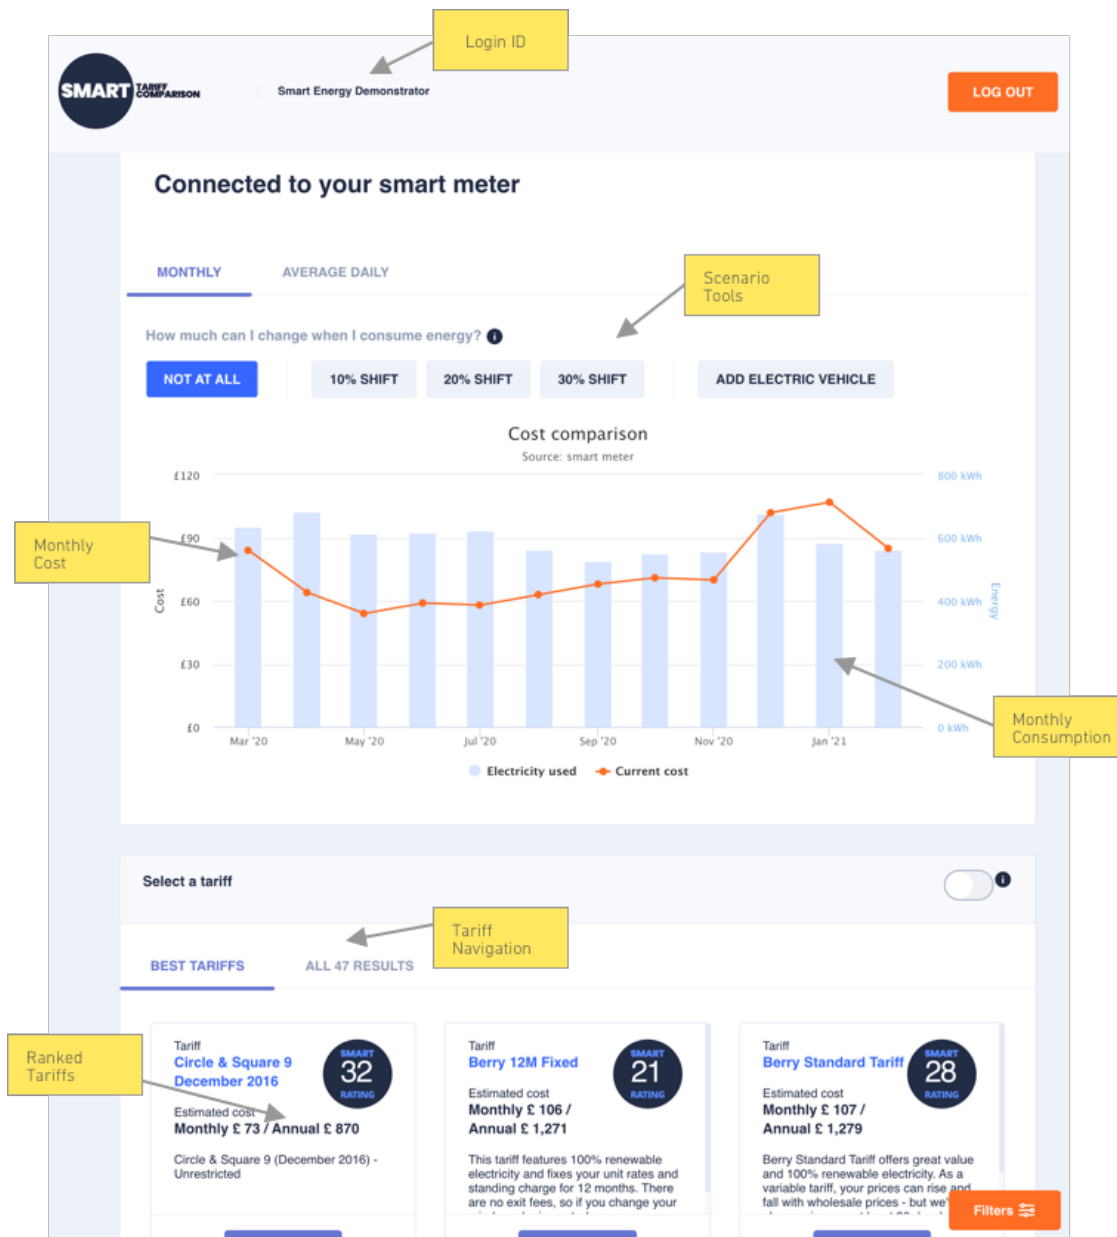 Login ID
SMART TARIFF
COMPARISON
Smart Energy Demonstrator
LOG OUT
Connected to your smart meter
MONTHLY
AVERAGE DAILY
Scenario
Tools
How much can I change when I consume energy? i
NOT AT ALL
10% SHIFT
20% SHIFT
30% SHIFT
ADD ELECTRIC VEHICLE
Cost comparison
Source: smart meter
£120
800 kWh
Monthly
Cost
£90
600 kWh
Cost
£60
400 kWh
Energy
£30
200 kWh
Monthly
Consumption
£0
0 kWh
Mar '20
May '20
Jul '20
Sep '20
Nov '20
Jan '21
Electricity used
Current cost
Select a tariff
i
Tariff
Navigation
BEST TARIFFS
ALL 47 RESULTS
Ranked
Tariffs
Tariff
Circle & Square 9
December 2016
SMART
32
RATING
Estimated cost
Monthly £ 73 / Annual £ 870
Circle & Square 9 (December 2016) -
Unrestricted
Tariff
Berry 12M Fixed
SMART
21
RATING
Estimated cost
Monthly £ 106 /
Annual £ 1,271
This tariff features 100% renewable
electricity and fixes your unit rates and
standing charge for 12 months. There
are no exit fees, so if you change your
Tariff
Berry Standard Tariff
SMART
28
RATING
Estimated cost
Monthly £ 107 /
Annual £ 1,279
Berry Standard Tariff offers great value
and 100% renewable electricity. As a
variable tariff, your prices can rise and
fall with wholesale prices - but we'
Filters